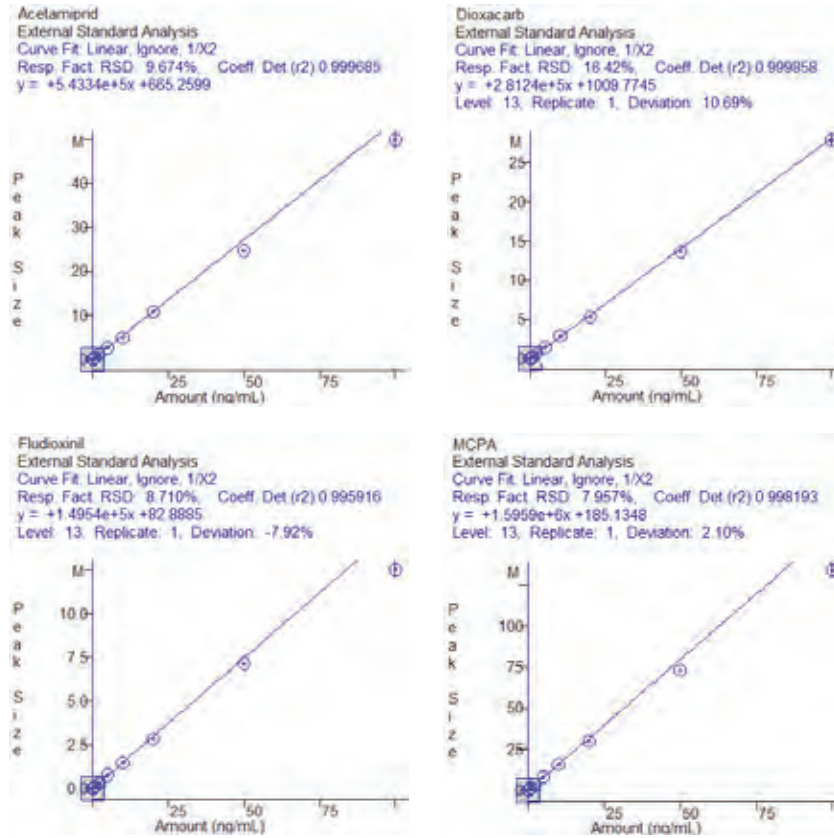 Acetamiprid
External Standard Analysis
Curve Fit: Linear, Ignore, 1/X2
Resp. Fact. RSD: 9.674%, Coeff. Det.(r2):0.999685
y = +5.4334e+5x +665.2599
M
40
30
20
10
0
Peak Size
25
50
75
Amount (ng/mL)
Dioxacarb
External Standard Analysis
Curve Fit: Linear, Ignore, 1/X2
Resp. Fact. RSD: 16.42%, Coeff. Det.(r2):0.999858
y = +2.8124e+5x +1009.7745
Level: 13, Replicate: 1, Deviation: 10.69%
M
25
20
15
10
5
0
Peak Size
25
50
75
Amount (ng/mL)
Fludioxinil
External Standard Analysis
Curve Fit: Linear, Ignore, 1/X2
Resp. Fact. RSD: 8.710%, Coeff. Det.(r2):0.995916
y = +1.4954e+5x +82.8885
Level: 13, Replicate: 1, Deviation: -7.92%
M
10.0
7.5
5.0
2.5
0.0
Peak Size
25
50
75
Amount (ng/mL)
MCPA
External Standard Analysis
Curve Fit: Linear, Ignore, 1/X2
Resp. Fact. RSD: 7.957%, Coeff. Det.(r2):0.998193
y = +1.5959e+6x +185.1348
Level: 13, Replicate: 1, Deviation: 2.10%
M
100
75
50
25
0
Peak Size
25
50
75
Amount (ng/mL)